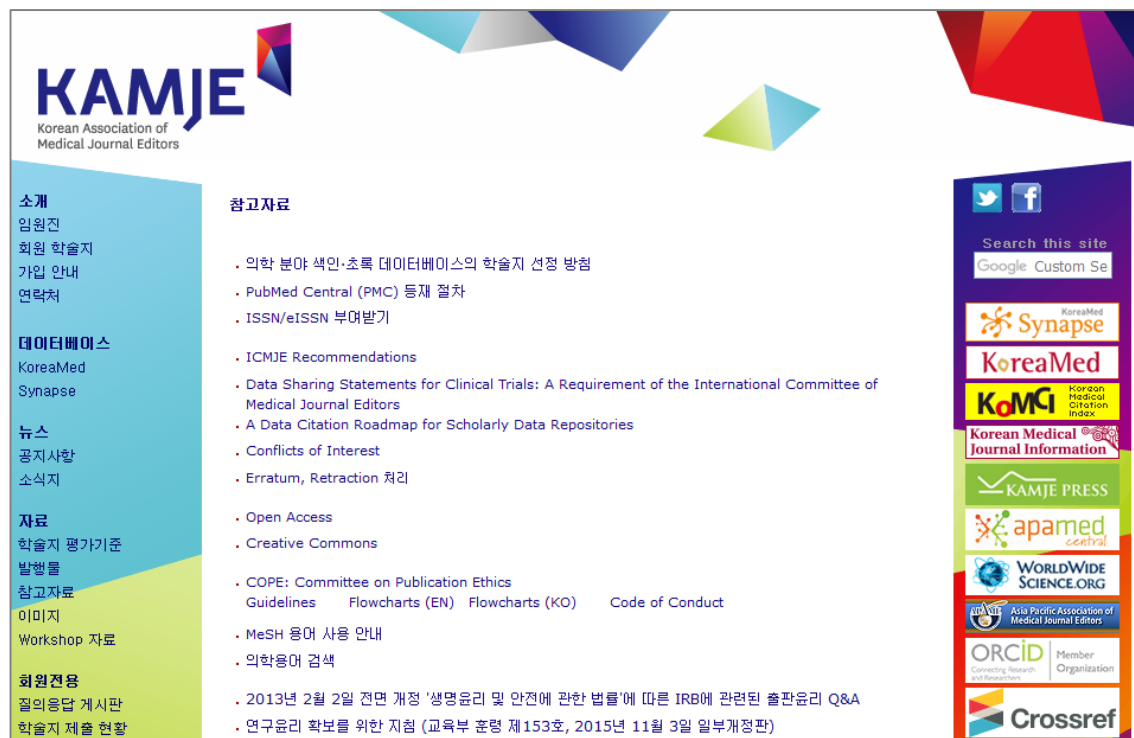 KAMJE
Korean Association of
Medical Journal Editors
소개
임원진
회원 학술지
가입 안내
연락처
데이터베이스
KoreaMed
Synapse
뉴스
공지사항
소식지
자료
학술지 평가기준
발행물
참고자료
이미지
Workshop 자료
회원전용
질의응답 게시판
학술지 제출 현황
참고자료
의학 분야 색인·초록 데이터베이스의 학술지 선정 방침
PubMed Central (PMC) 등재 절차
ISSN/eISSN 부여받기
ICMJE Recommendations
Data Sharing Statements for Clinical Trials: A Requirement of the International Committee of
Medical Journal Editors
A Data Citation Roadmap for Scholarly Data Repositories
Conflicts of Interest
Erratum, Retraction 처리
Open Access
Creative Commons
COPE: Committee on Publication Ethics
Guidelines Flowcharts (EN) Flowcharts (KO) Code of Conduct
MeSH 용어 사용 안내
의학용어 검색
2013년 2월 2일 전면 개정 '생명윤리 및 안전에 관한 법률'에 따른 IRB에 관련된 출판윤리 Q&A
연구윤리 확보를 위한 지침 (교육부 훈령 제153호, 2015년 11월 3일 일부개정판)
Search this site
Google Custom Se
KoreaMed
Synapse
KoreaMed
KoMCI Korean
Medical
Citation
Index
Korean Medical
Journal Information
KAMJE PRESS
apamed
central
WORLDWIDE
SCIENCE.ORG
Asia Pacific Association of
Medical Journal Editors
ORCID Member
Organization
Connecting Research
and Researchers
Crossref